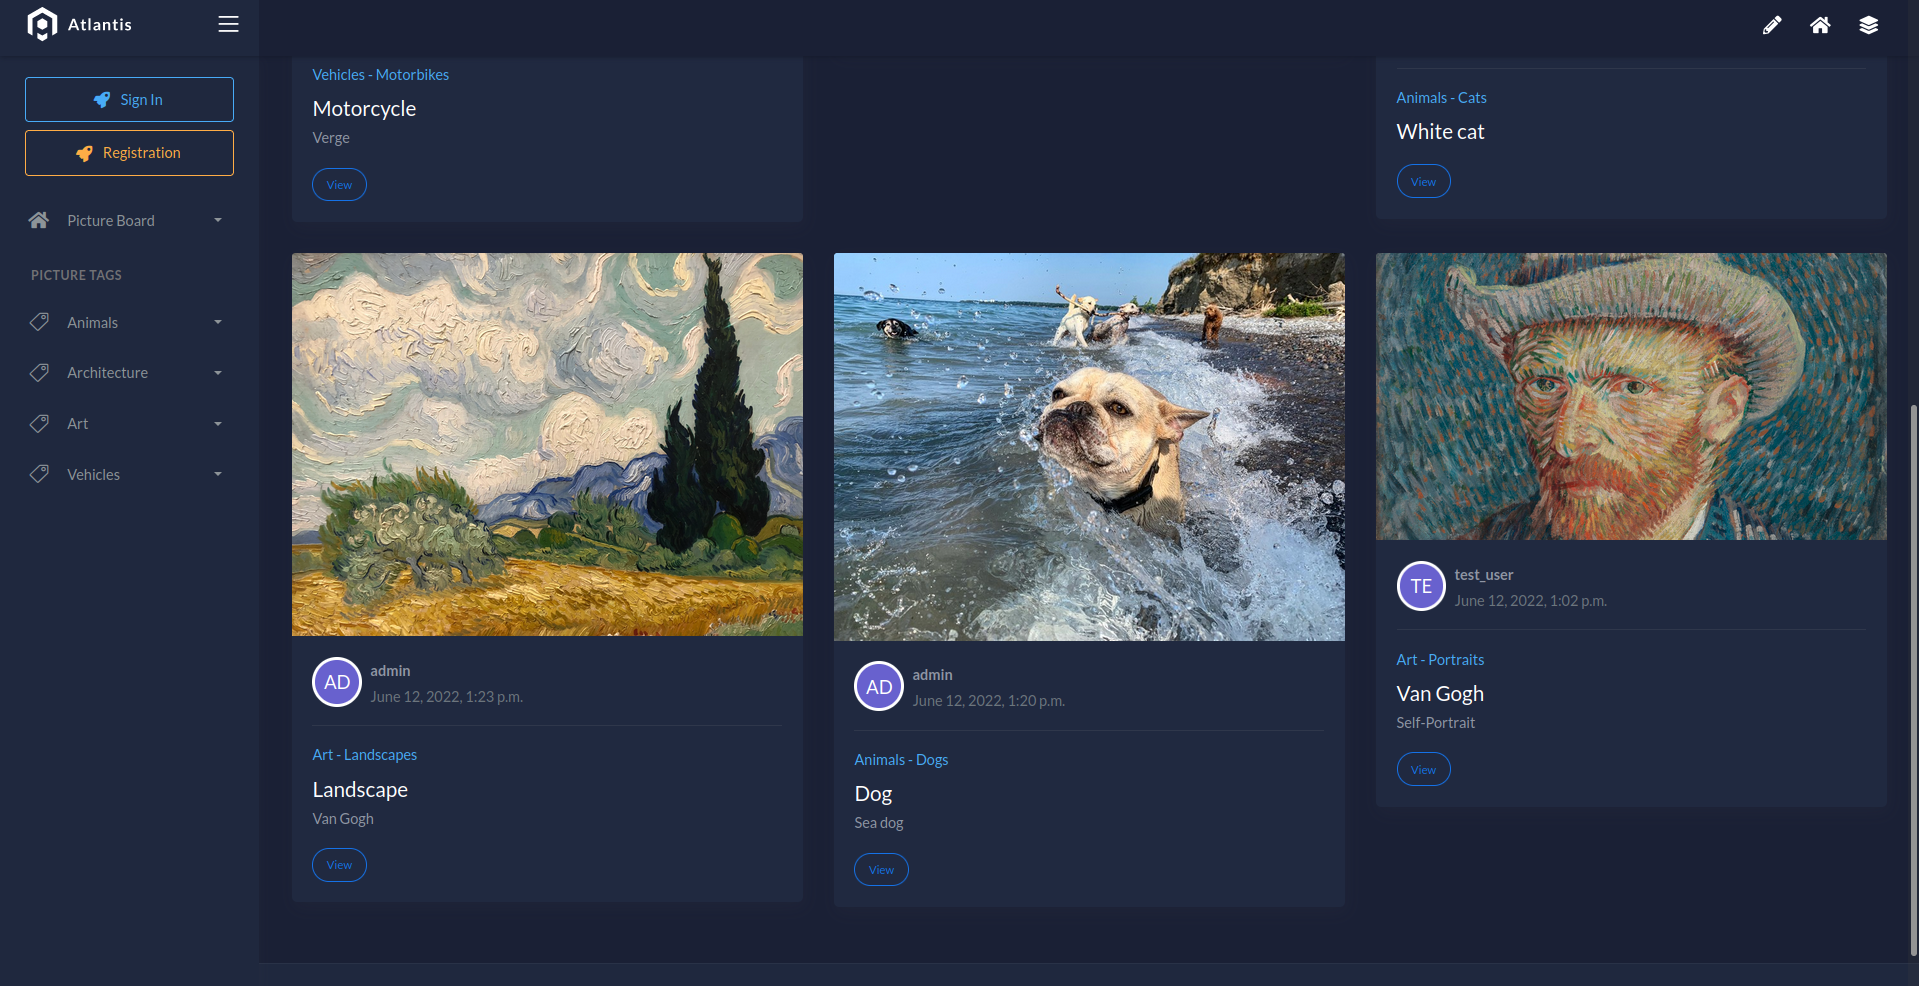 Atlantis
Sign In
Registration
Picture Board
PICTURE TAGS
Animals
Architecture
Art
Vehicles
Vehicles - Motorbikes
Motorcycle
Verge
View
Animals - Cats
White cat
View
AD
admin
June 12, 2022, 1:23 p.m.
Art - Landscapes
Landscape
Van Gogh
View
AD
admin
June 12, 2022, 1:20 p.m.
Animals - Dogs
Dog
Sea dog
View
TE
test_user
June 12, 2022, 1:02 p.m.
Art - Portraits
Van Gogh
Self-Portrait
View